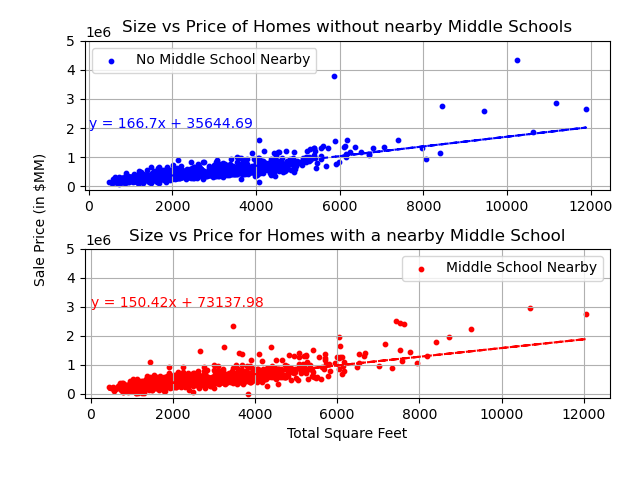 Size vs Price of Homes without nearby Middle Schools
1e6
5
4
3
2
1
0
No Middle School Nearby
y = 166.7x + 35644.69
0 2000 4000 6000 8000 10000 12000
Sale Price (in $MM)
Size vs Price for Homes with a nearby Middle School
1e6
5
4
3
2
1
0
Middle School Nearby
y = 150.42x + 73137.98
0 2000 4000 6000 8000 10000 12000
Total Square Feet